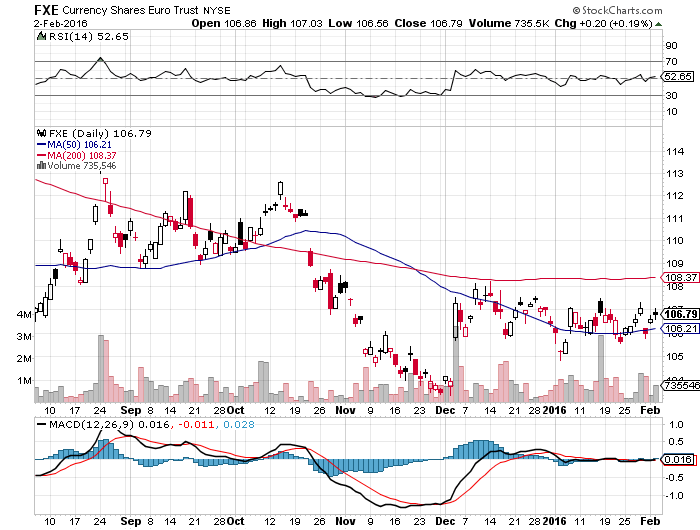 FXE Currency Shares Euro Trust NYSE © StockCharts.com
2-Feb-2016 Open 106.86 High 107.03 Low 106.56 Close 106.79 Volume 735.5K Chg +0.20 (+0.19%)
RSI(14) 52.65
90
70
52.65
30
10
FXE (Daily) 106.79
MA(50) 106.21
MA(200) 108.37
Volume 735,546
114
113
112
111
110
109
108.37
108
107
106.79
106.21
106
105
104
735546
4M
3M
2M
1M
10 17 24 Sep 8 14 21 28 Oct 12 19 26 Nov 9 16 23 Dec 7 14 21 28 2016 11 19 25 Feb
MACD(12,26,9) 0.016, -0.011, 0.028
1.0
0.5
0.016
-0.5
-1.0
10 17 24 Sep 8 14 21 28 Oct 12 19 26 Nov 9 16 23 Dec 7 14 21 28 2016 11 19 25 Feb